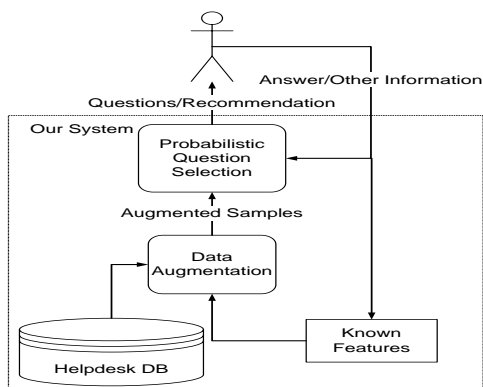 Answer/Other Information
Questions/Recommendation
Our System
Probabilistic
Question
Selection
Augmented Samples
Data
Augmentation
Known
Features
Helpdesk DB